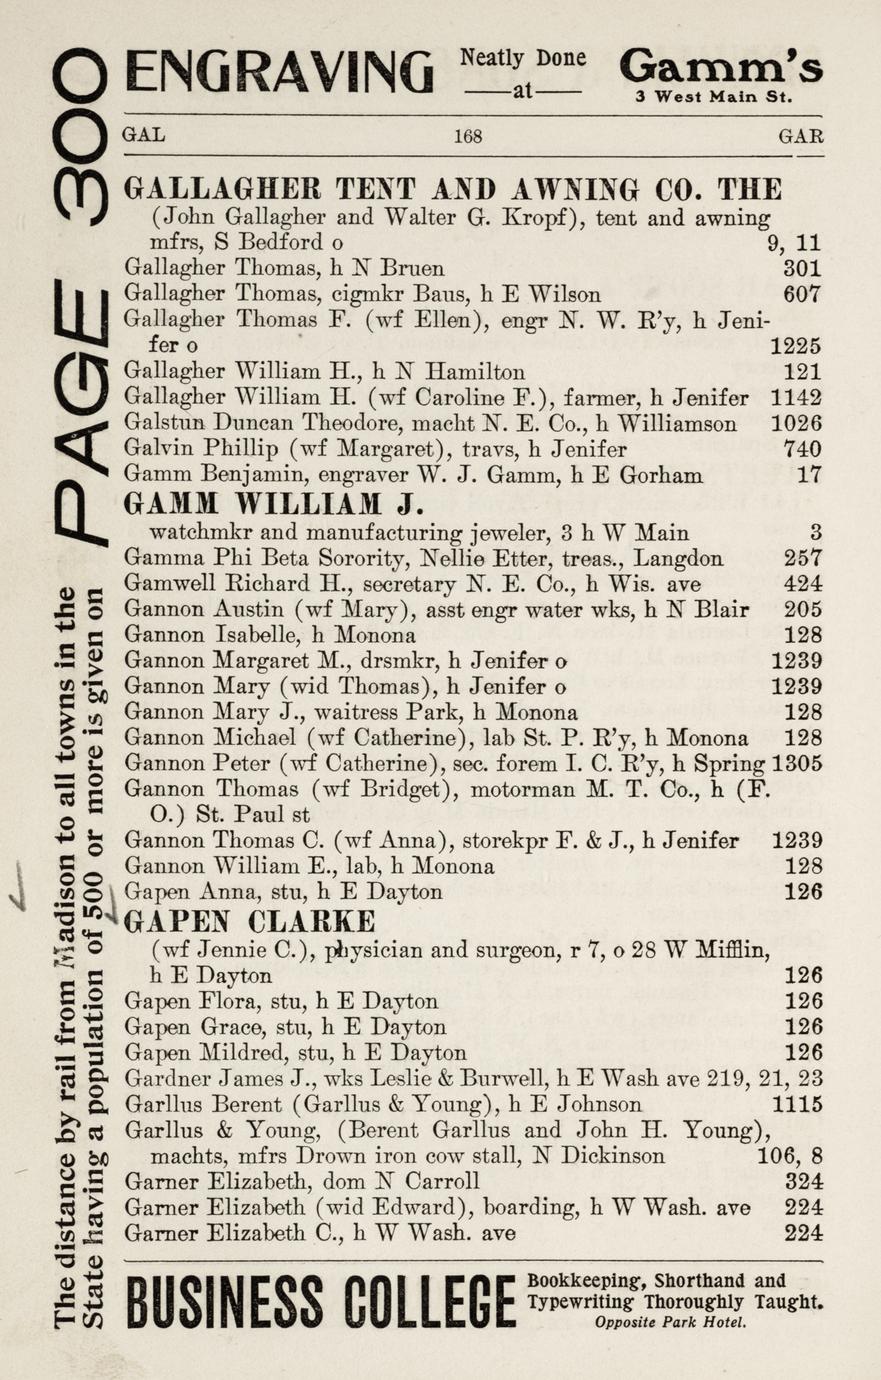 ENGRAVING Neatly Done —at— Gamm's
3 West Main St.
GAL 168 GAR
GALLAGHER TENT AND AWNING CO. THE
(John Gallagher and Walter G. Kropf), tent and awning
mfrs, S Bedford o 9, 11
Gallagher Thomas, h N Bruen 301
Gallagher Thomas, cigmkr Baus, h E Wilson 607
Gallagher Thomas F. (wf Ellen), engr N. W. R'y, h Jeni-
fer o 1225
Gallagher William H., h N Hamilton 121
Gallagher William H. (wf Caroline F.), farmer, h Jenifer 1142
Galstun Duncan Theodore, macht N. E. Co., h Williamson 1026
Galvin Phillip (wf Margaret), travs, h Jenifer 740
Gamm Benjamin, engraver W. J. Gamm, h E Gorham 17
GAMM WILLIAM J.
watchmkr and manufacturing jeweler, 3 h W Main 3
Gamma Phi Beta Sorority, Nellie Etter, treas., Langdon 257
Gamwell Richard H., secretary N. E. Co., h Wis. ave 424
Gannon Austin (wf Mary), asst engr water wks, h N Blair 205
Gannon Isabelle, h Monona 128
Gannon Margaret M., drsmkr, h Jenifer o 1239
Gannon Mary (wid Thomas), h Jenifer o 1239
Gannon Mary J., waitress Park, h Monona 128
Gannon Michael (wf Catherine), lab St. P. R'y, h Monona 128
Gannon Peter (wf Catherine), sec. forem I. C. R'y, h Spring 1305
Gannon Thomas (wf Bridget), motorman M. T. Co., h (F.
O.) St. Paul st
Gannon Thomas C. (wf Anna), storekpr F. & J., h Jenifer 1239
Gannon William E., lab, h Monona 128
Gapen Anna, stu, h E Dayton 126
GAPEN CLARKE
(wf Jennie C.), physician and surgeon, r 7, o 28 W Mifflin,
h E Dayton 126
Gapen Flora, stu, h E Dayton 126
Gapen Grace, stu, h E Dayton 126
Gapen Mildred, stu, h E Dayton 126
Gardner James J., wks Leslie & Burwell, h E Wash ave 219, 21, 23
Garllus Berent (Garllus & Young), h E Johnson 1115
Garllus & Young, (Berent Garllus and John H. Young),
machts, mfrs Drown iron cow stall, N Dickinson 106, 8
Garner Elizabeth, dom N Carroll 324
Garner Elizabeth (wid Edward), boarding, h W Wash. ave 224
Garner Elizabeth C., h W Wash. ave 224
BUSINESS COLLEGE Bookkeeping, Shorthand and
Typewriting Thoroughly Taught.
Opposite Park Hotel.
The distance by rail from Madison to all towns in the
State having a population of 500 or more is given on
PAGE 300